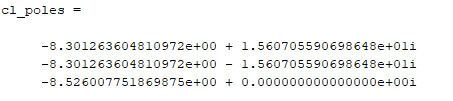 cl_poles =
-8.301263604810972e+00 + 1.560705590698648e+01i
-8.301263604810972e+00 - 1.560705590698648e+01i
-8.526007751869875e+00 + 0.000000000000000e+00i